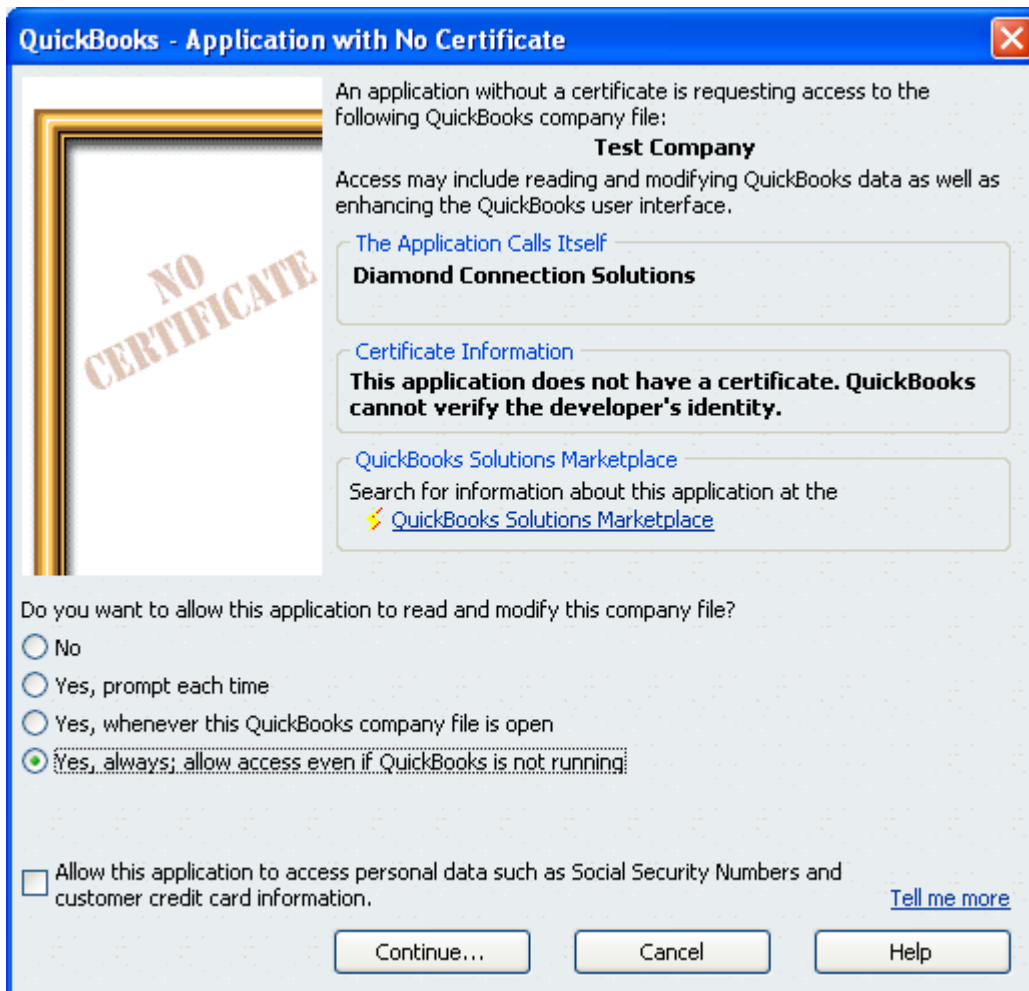 QuickBooks - Application with No Certificate
An application without a certificate is requesting access to the
following QuickBooks company file:
Test Company
Access may include reading and modifying QuickBooks data as well as
enhancing the QuickBooks user interface.
The Application Calls Itself
Diamond Connection Solutions
NO
CERTIFICATE
Certificate Information
This application does not have a certificate. QuickBooks
cannot verify the developer's identity.
QuickBooks Solutions Marketplace
Search for information about this application at the
QuickBooks Solutions Marketplace
Do you want to allow this application to read and modify this company file?
No
Yes, prompt each time
Yes, whenever this QuickBooks company file is open
Yes, always; allow access even if QuickBooks is not running
Allow this application to access personal data such as Social Security Numbers and
customer credit card information.
Tell me more
Continue...
Cancel
Help